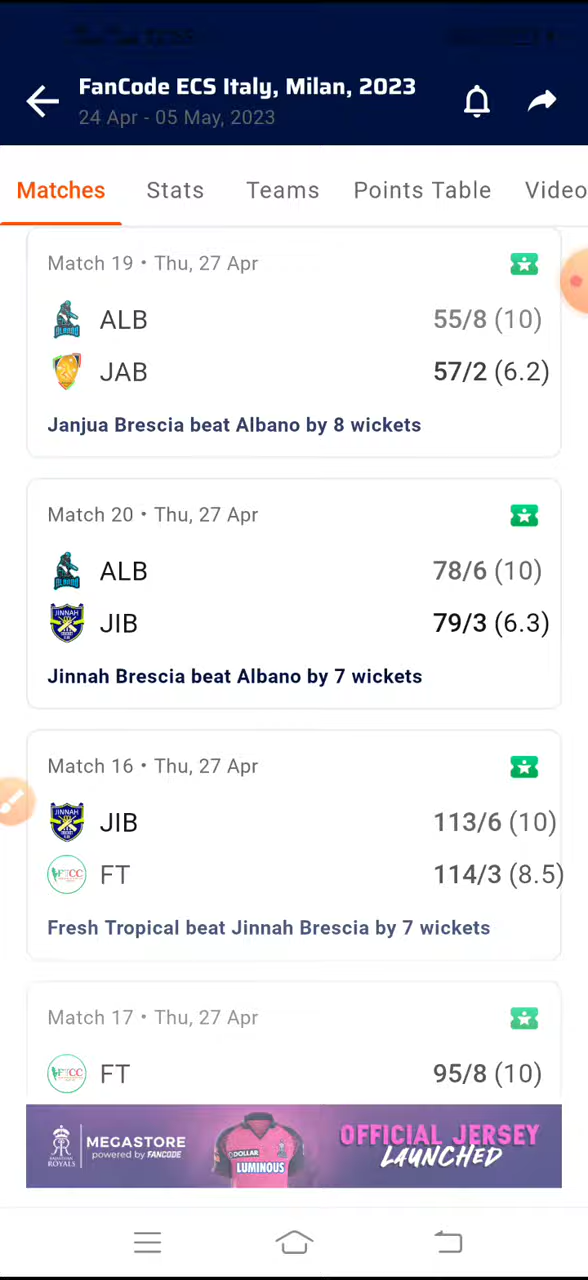 FanCode ECS Italy, Milan, 2023
24 Apr - 05 May, 2023
Matches Stats Teams Points Table Video
Match 19 • Thu, 27 Apr
ALB 55/8 (10)
JAB 57/2 (6.2)
Janjua Brescia beat Albano by 8 wickets
Match 20 • Thu, 27 Apr
ALB 78/6 (10)
JIB 79/3 (6.3)
Jinnah Brescia beat Albano by 7 wickets
Match 16 • Thu, 27 Apr
JIB 113/6 (10)
FT 114/3 (8.5)
Fresh Tropical beat Jinnah Brescia by 7 wickets
Match 17 • Thu, 27 Apr
FT 95/8 (10)
ROYALS
MEGASTORE
powered by FANCODE
DOLLAR
LUMINOUS
OFFICIAL JERSEY
LAUNCHED